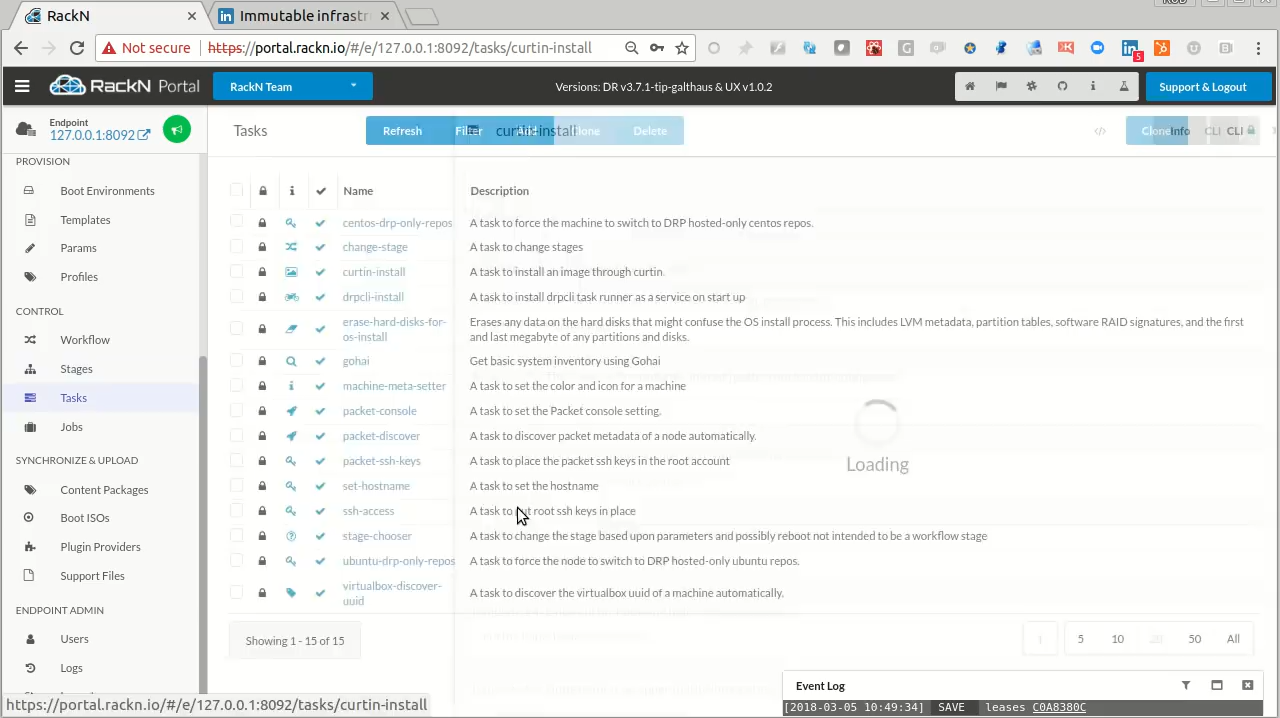 RackN
Immutable infrastr
Not secure
https://portal.rackn.io/#/e/127.0.0.1:8092/tasks/curtin-install
5
RackN Portal
RackN Team
Versions: DR v3.7.1-tip-galthaus & UX v1.0.2
Support & Logout
Endpoint
127.0.0.1:8092
Tasks
Refresh
Filter
Add
Clone
Delete
curtin-install
Clone
Info
CLI
CLI
PROVISION
Boot Environments
Templates
Params
Profiles
CONTROL
Workflow
Stages
Tasks
Jobs
SYNCHRONIZE & UPLOAD
Content Packages
Boot ISOs
Plugin Providers
Support Files
ENDPOINT ADMIN
Users
Logs
Name
Description
centos-drp-only-repos A task to force the machine to switch to DRP hosted-only centos repos.
change-stage A task to change stages
curtin-install A task to install an image through curtin.
drpcli-install A task to install drpcli task runner as a service on start up
erase-hard-disks-for- Erases any data on the hard disks that might confuse the OS install process. This includes LVM metadata, partition tables, software RAID signatures, and the first
os-install and last megabyte of any partitions and disks.
gohai Get basic system inventory using Gohai
machine-meta-setter A task to set the color and icon for a machine
packet-console A task to set the Packet console setting.
packet-discover A task to discover packet metadata of a node automatically.
packet-ssh-keys A task to place the packet ssh keys in the root account
set-hostname A task to set the hostname
ssh-access A task to put root ssh keys in place
stage-chooser A task to change the stage based upon parameters and possibly reboot not intended to be a workflow stage
ubuntu-drp-only-repos A task to force the node to switch to DRP hosted-only ubuntu repos.
virtualbox-discover-
uuid A task to discover the virtualbox uuid of a machine automatically.
Loading
Showing 1 - 15 of 15
5 10 20 50 All
Event Log
[2018-03-05 10:49:34] SAVE leases C0A8380C
https://portal.rackn.io/#/e/127.0.0.1:8092/tasks/curtin-install